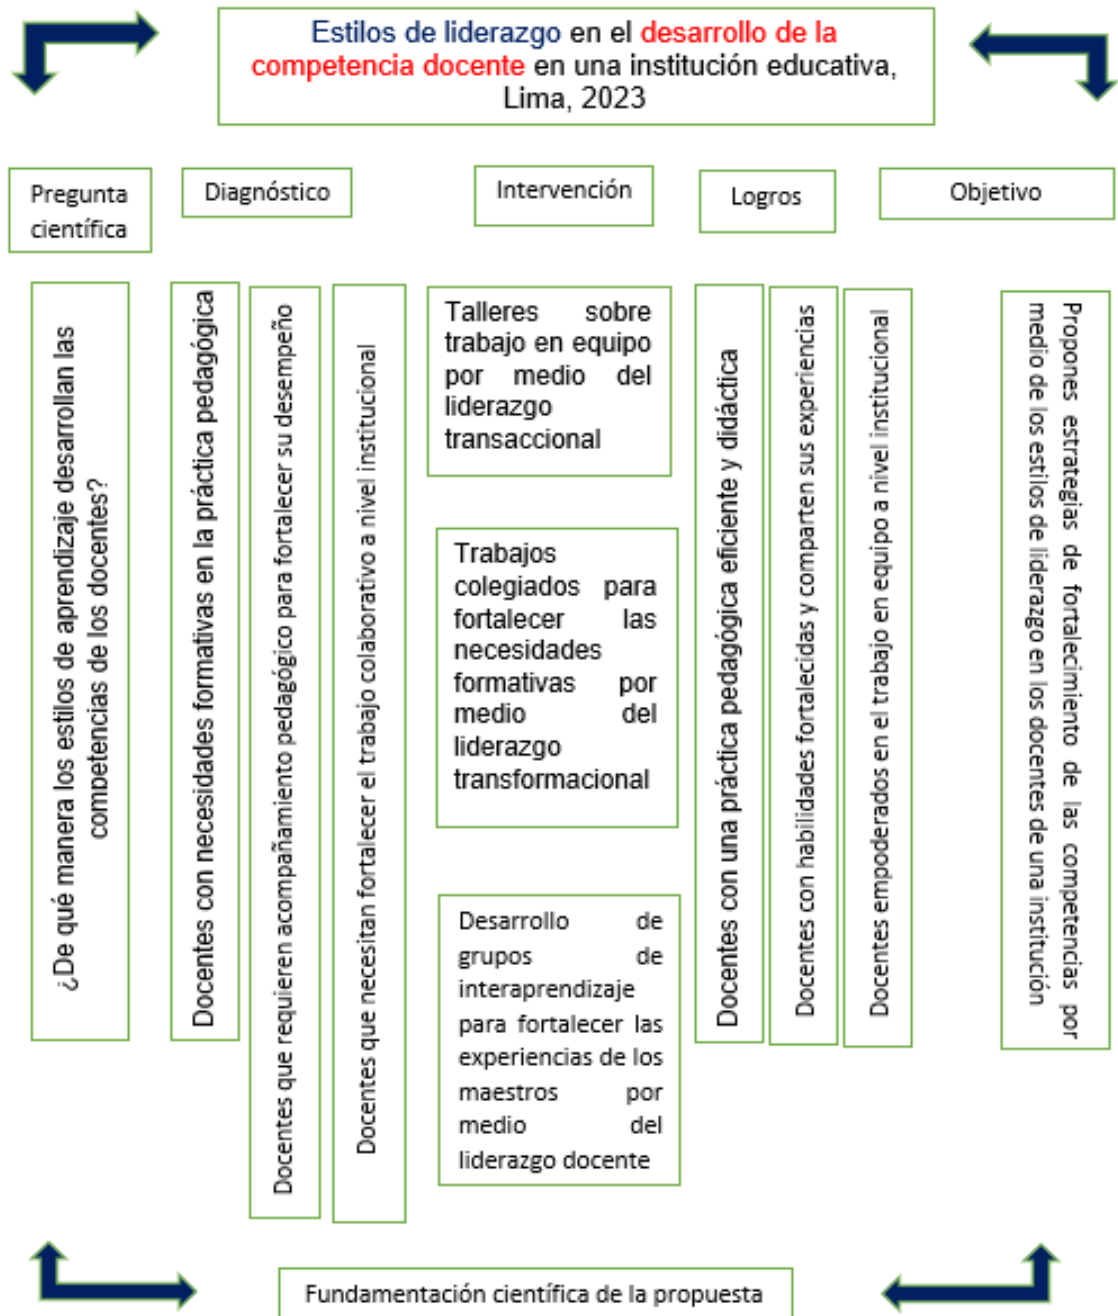 Estilos de liderazgo en el desarrollo de la
competencia docente en una institución educativa,
Lima, 2023
Pregunta
científica
Diagnóstico
Intervención
Logros
Objetivo
¿De qué manera los estilos de aprendizaje desarrollan las
competencias de los docentes?
Docentes con necesidades formativas en la práctica pedagógica
Docentes que requieren acompañamiento pedagógico para fortalecer su desempeño
Docentes que necesitan fortalecer el trabajo colaborativo a nivel institucional
Talleres sobre
trabajo en equipo
por medio del
liderazgo
transaccional
Trabajos
colegiados para
fortalecer las
necesidades
formativas por
medio del
liderazgo
transformacional
Desarrollo de
grupos de
interaprendizaje
para fortalecer las
experiencias de los
maestros por
medio del
liderazgo docente
Docentes con una práctica pedagógica eficiente y didáctica
Docentes con habilidades fortalecidas y comparten sus experiencias
Docentes empoderados en el trabajo en equipo a nivel institucional
Propones estrategias de fortalecimiento de las competencias por
medio de los estilos de liderazgo en los docentes de una institución
Fundamentación científica de la propuesta